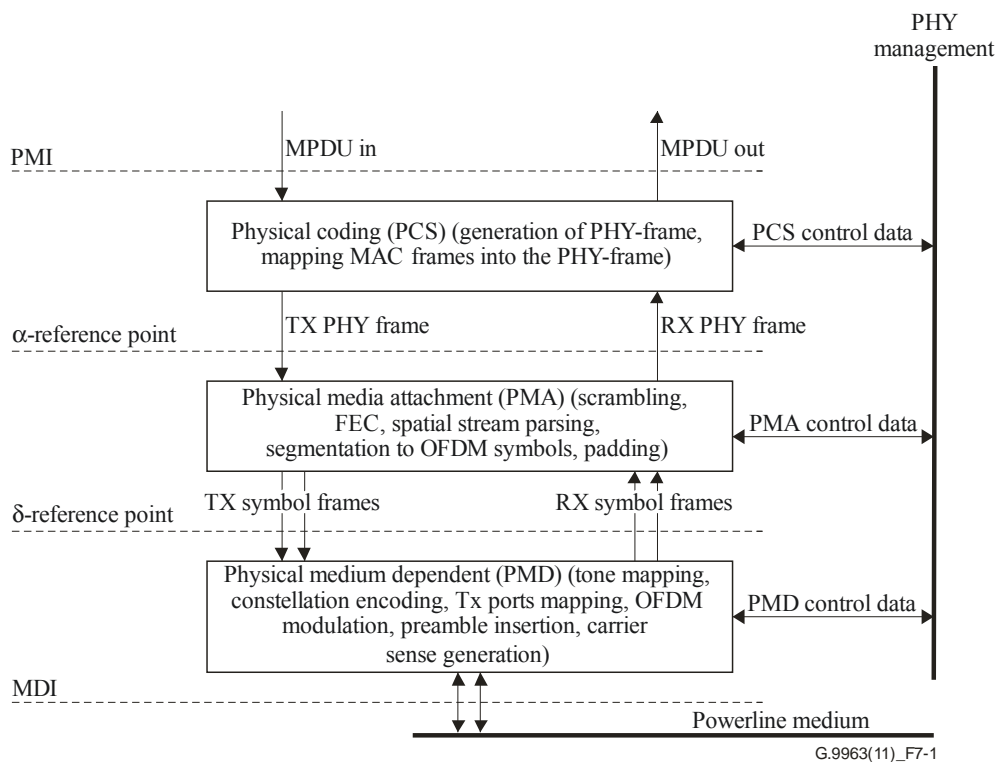 PHY
management
MPDU in
MPDU out
PMI
Physical coding (PCS) (generation of PHY-frame,
mapping MAC frames into the PHY-frame)
PCS control data
TX PHY frame
RX PHY frame
α-reference point
Physical media attachment (PMA) (scrambling,
FEC, spatial stream parsing,
segmentation to OFDM symbols, padding)
PMA control data
TX symbol frames
RX symbol frames
δ-reference point
Physical medium dependent (PMD) (tone mapping,
constellation encoding, Tx ports mapping, OFDM
modulation, preamble insertion, carrier
sense generation)
PMD control data
MDI
Powerline medium
G.9963(11)_F7-1